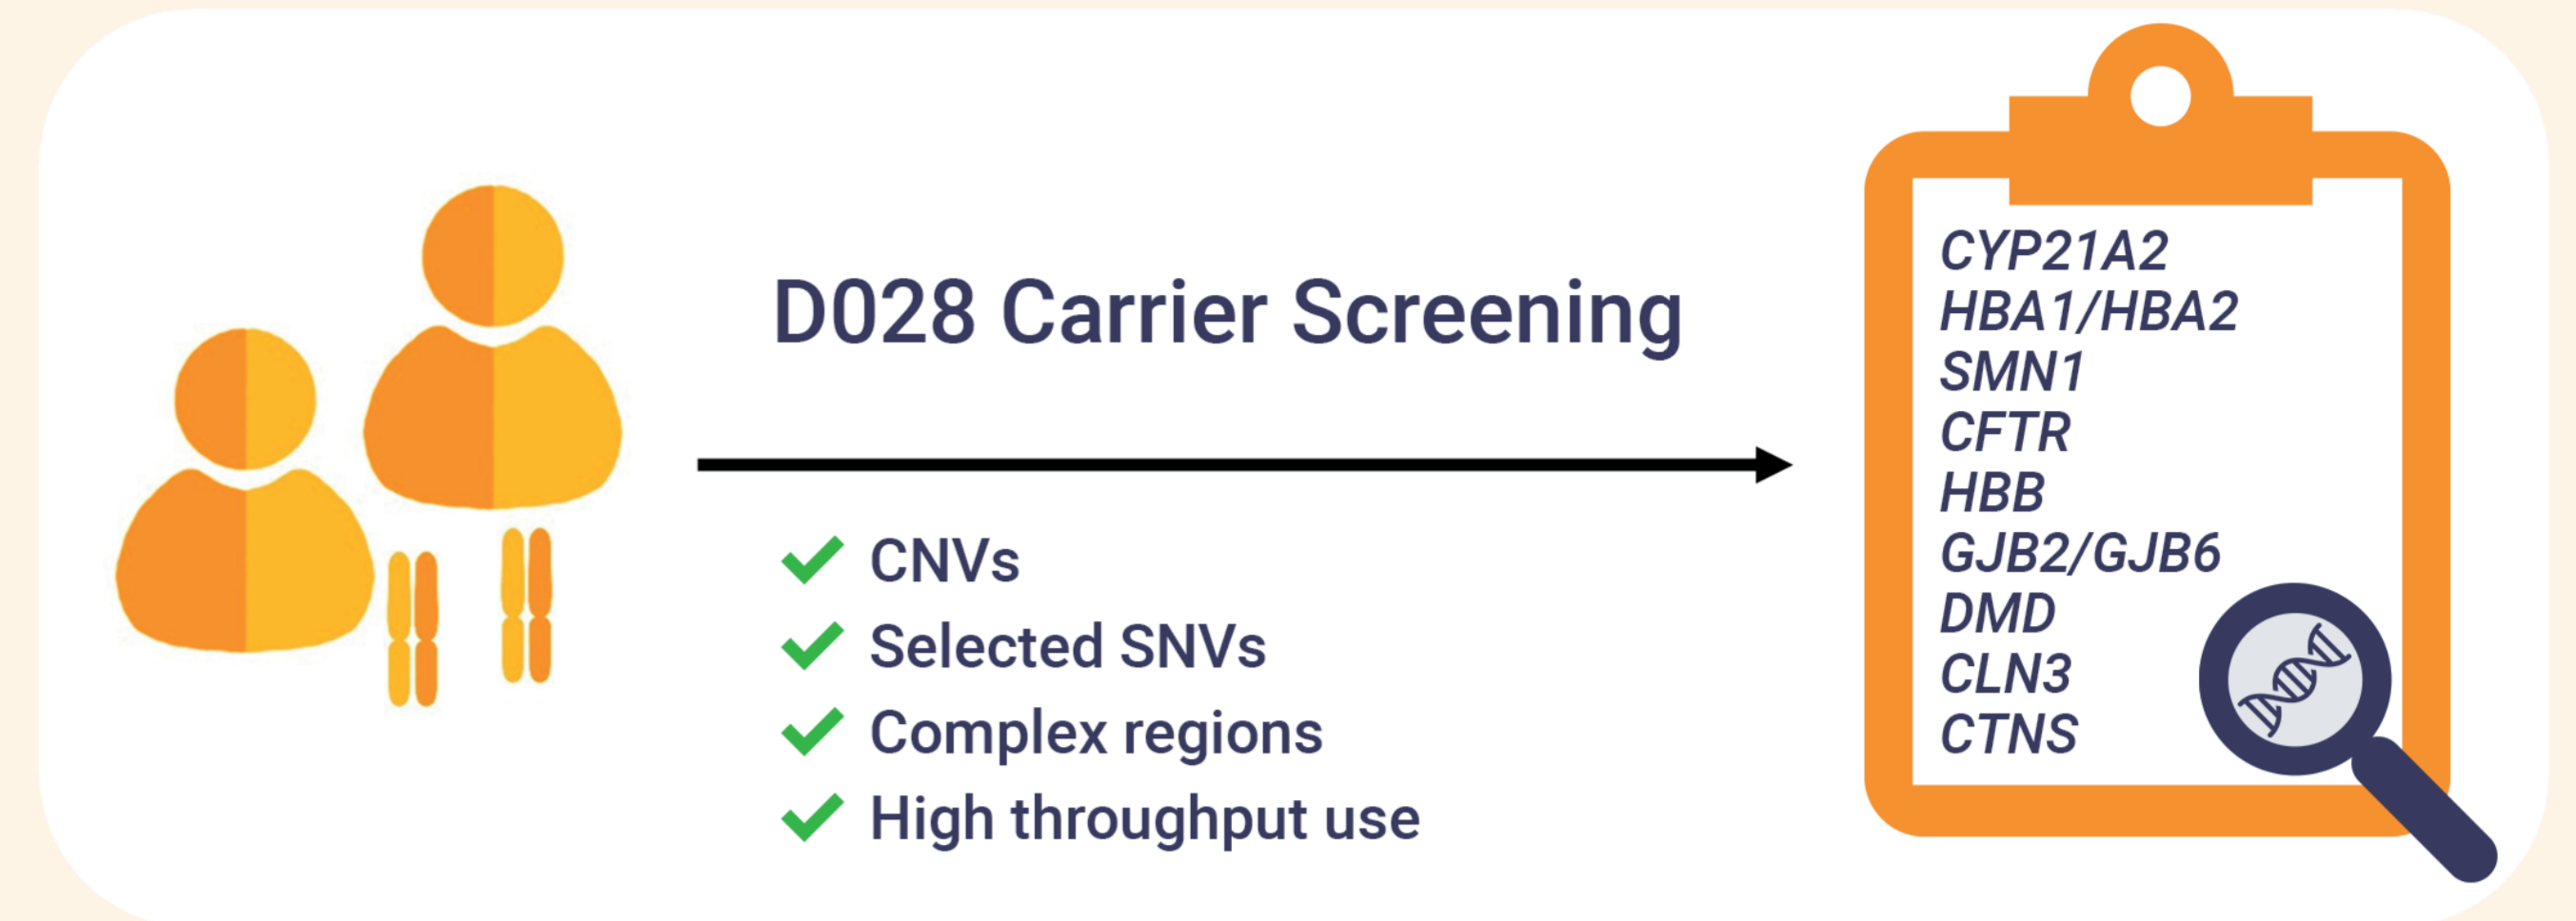 D028 Carrier Screening
CNVs
Selected SNVs
Complex regions
High throughput use
CYP21A2
HBA1/HBA2
SMN1
CFTR
HBB
GJB2/GJB6
DMD
CLN3
CTNS